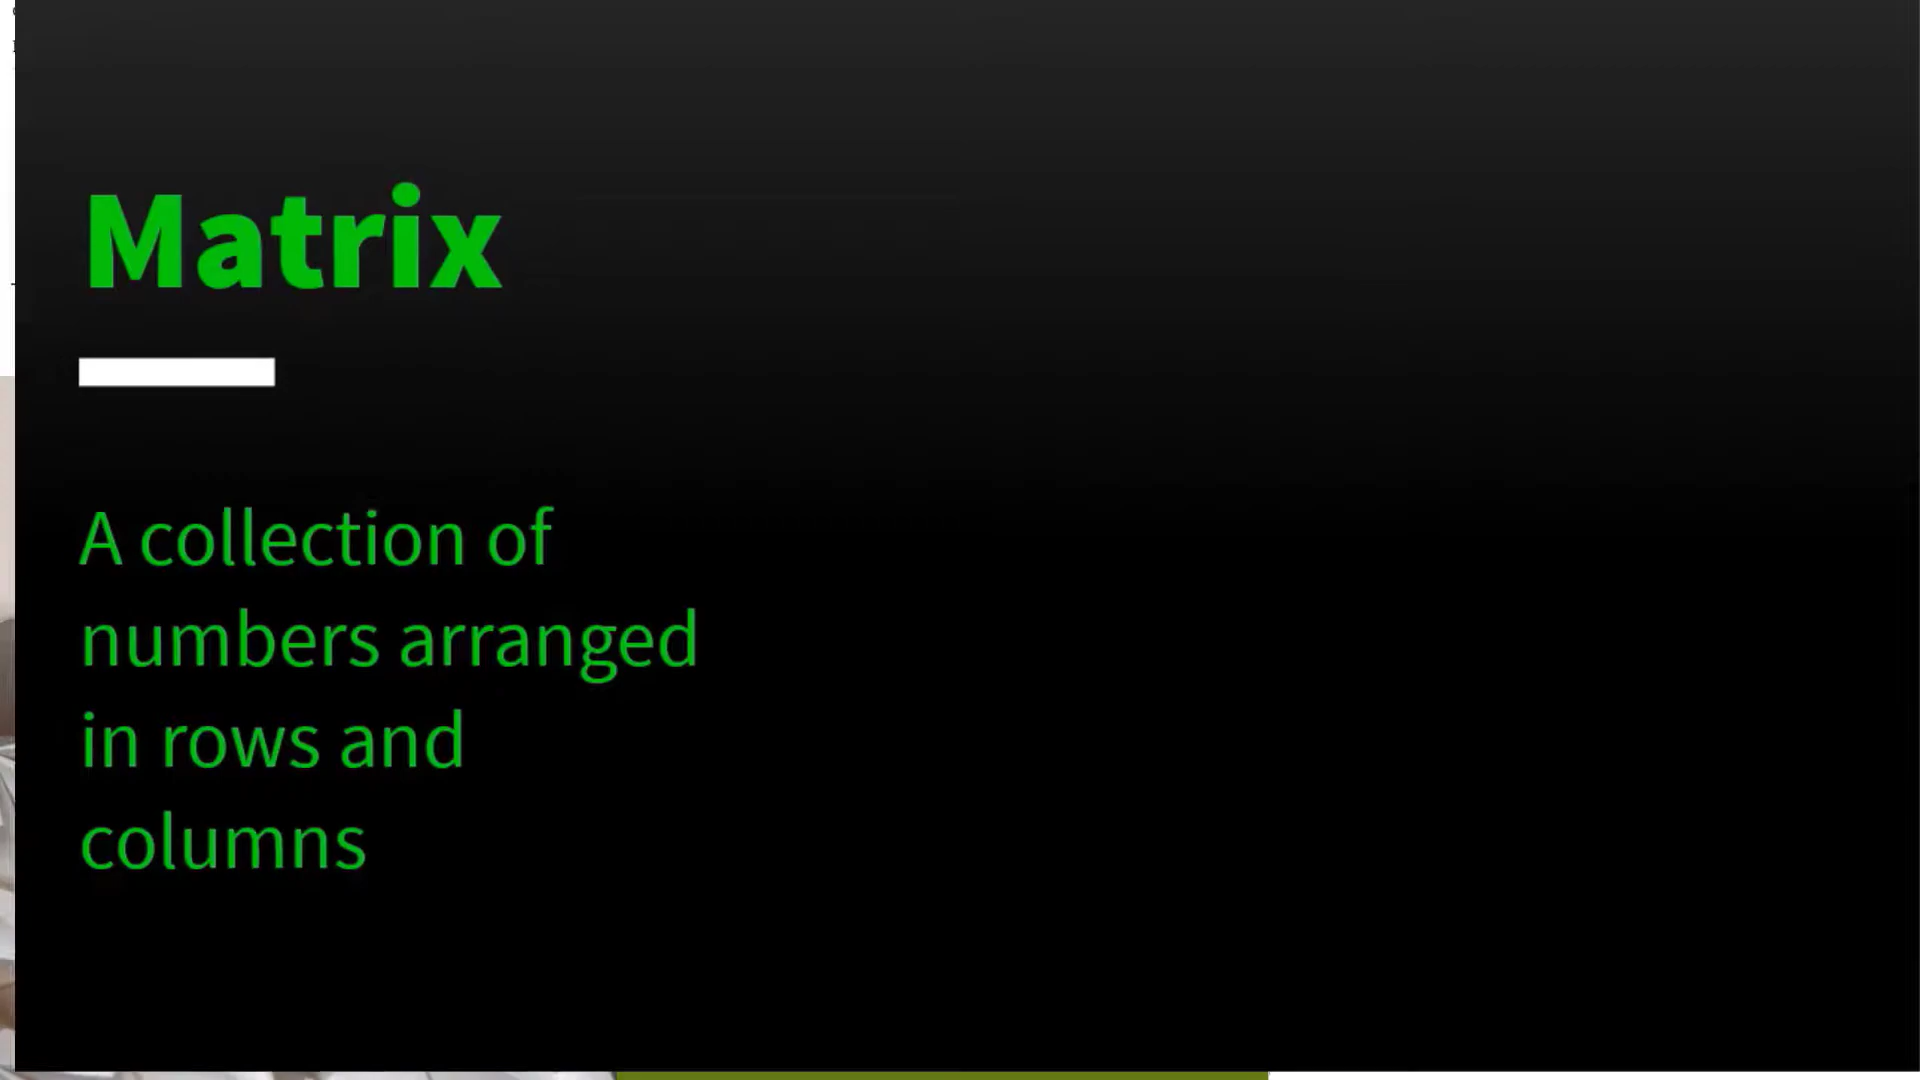 Matrix
A collection of
numbers arranged
in rows and
columns